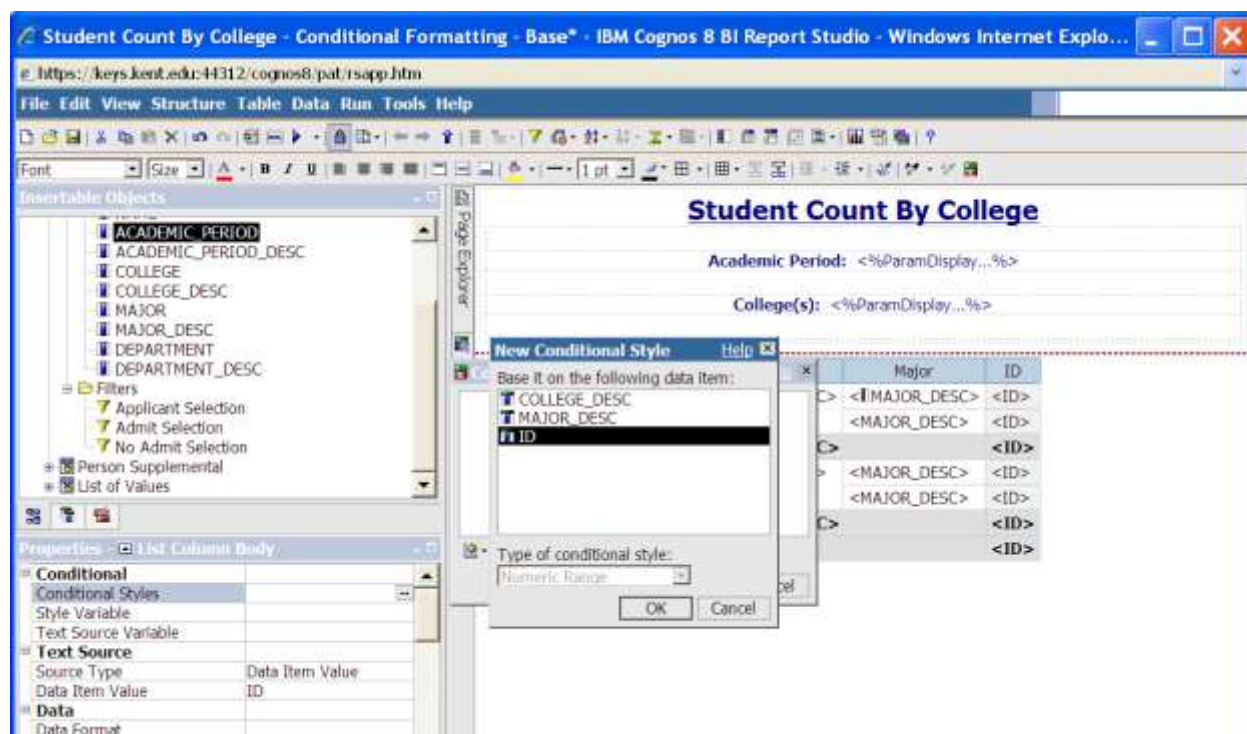 Student Count By College - Conditional Formatting - Base* - IBM Cognos 8 BI Report Studio - Windows Internet Explo...
https://keys.kent.edu:44312/cognos8/pat/rsapp.htm
File Edit View Structure Table Data Run Tools Help
Font Size B I U 1 pt
Insertable Objects
ACADEMIC_PERIOD
ACADEMIC_PERIOD_DESC
COLLEGE
COLLEGE_DESC
MAJOR
MAJOR_DESC
DEPARTMENT
DEPARTMENT_DESC
Filters
Applicant Selection
Admit Selection
No Admit Selection
Person Supplemental
List of Values
Properties - List Column Body
Conditional
Conditional Styles
Style Variable
Text Source Variable
Text Source
Source Type Data Item Value
Data Item Value ID
Data
Data Format
Page Explorer
Student Count By College
Academic Period: <%ParamDisplay...%>
College(s): <%ParamDisplay...%>
Major ID
<MAJOR_DESC> <ID>
<MAJOR_DESC> <ID>
<ID>
<MAJOR_DESC> <ID>
<MAJOR_DESC> <ID>
<ID>
<ID>
New Conditional Style Help
Base it on the following data item:
COLLEGE_DESC
MAJOR_DESC
ID
Type of conditional style:
Numeric Range
OK Cancel